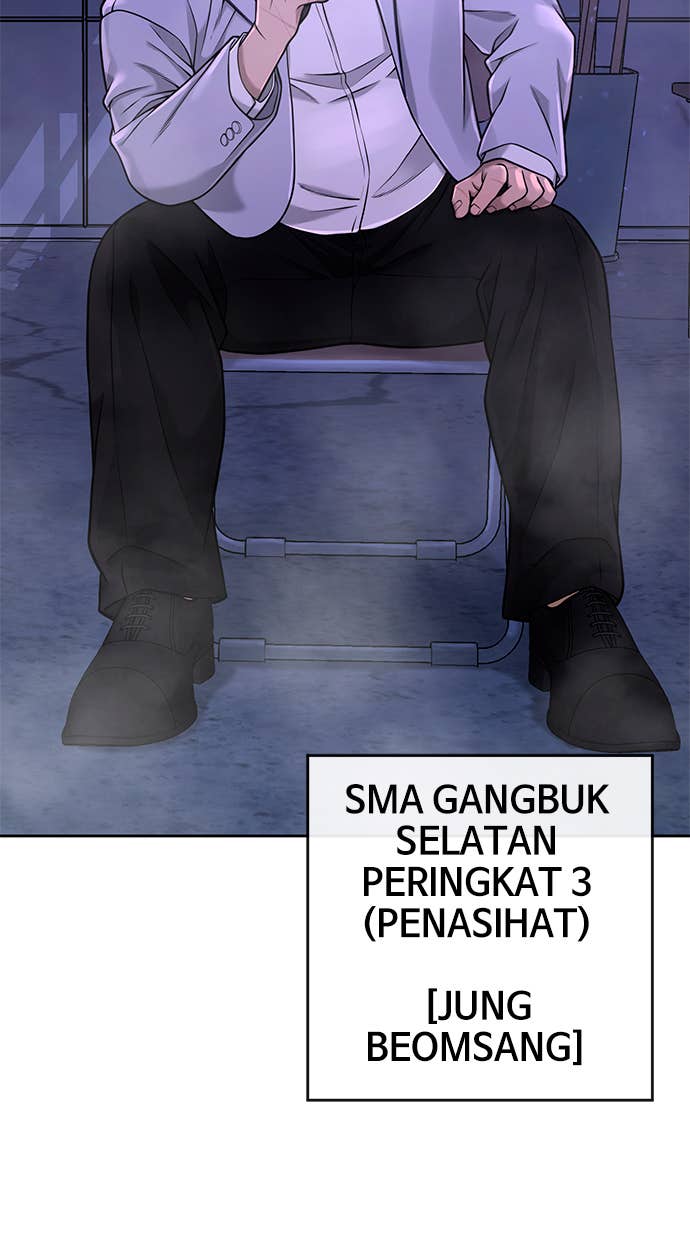 SMA GANGBUK
SELATAN
PERINGKAT 3
(PENASIHAT)
[JUNG
BEOMSANG]